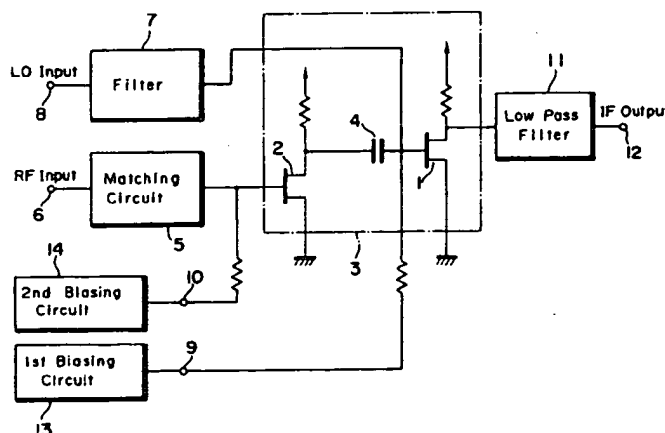 7
11
LO Input
Filter
8
4
Low Pass
Filter
IF Output
12
2
RF Input
Matching
Circuit
6
5
1
3
14
2nd Biasing
Circuit
10
1st Biasing
Circuit
9
13